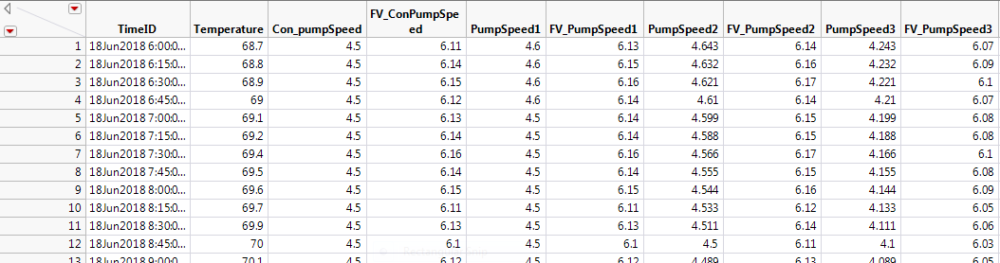 FV_ConPumpSpe
TimeID Temperature Con_pumpSpeed ed PumpSpeed1 FV_PumpSpeed1 PumpSpeed2 FV_PumpSpeed2 PumpSpeed3 FV_PumpSpeed3
1 18Jun2018 6:00:0... 68.7 4.5 6.11 4.6 6.13 4.643 6.14 4.243 6.07
2 18Jun2018 6:15:0... 68.8 4.5 6.14 4.6 6.15 4.632 6.16 4.232 6.09
3 18Jun2018 6:30:0... 68.9 4.5 6.15 4.6 6.16 4.621 6.17 4.221 6.1
4 18Jun2018 6:45:0... 69 4.5 6.12 4.6 6.14 4.61 6.14 4.21 6.07
5 18Jun2018 7:00:0... 69.1 4.5 6.13 4.5 6.14 4.599 6.15 4.199 6.08
6 18Jun2018 7:15:0... 69.2 4.5 6.14 4.5 6.14 4.588 6.15 4.188 6.08
7 18Jun2018 7:30:0... 69.4 4.5 6.16 4.5 6.16 4.566 6.17 4.166 6.1
8 18Jun2018 7:45:0... 69.5 4.5 6.14 4.5 6.14 4.555 6.15 4.155 6.08
9 18Jun2018 8:00:0... 69.6 4.5 6.15 4.5 6.15 4.544 6.16 4.144 6.09
10 18Jun2018 8:15:0... 69.7 4.5 6.11 4.5 6.11 4.533 6.12 4.133 6.05
11 18Jun2018 8:30:0... 69.9 4.5 6.13 4.5 6.13 4.511 6.14 4.111 6.06
12 18Jun2018 8:45:0... 70 4.5 6.1 4.5 6.1 4.5 6.11 4.1 6.03
13 18Jun2018 9:00:0... 70.1 4.5 6.12 4.5 6.12 4.489 6.13 4.089 6.05